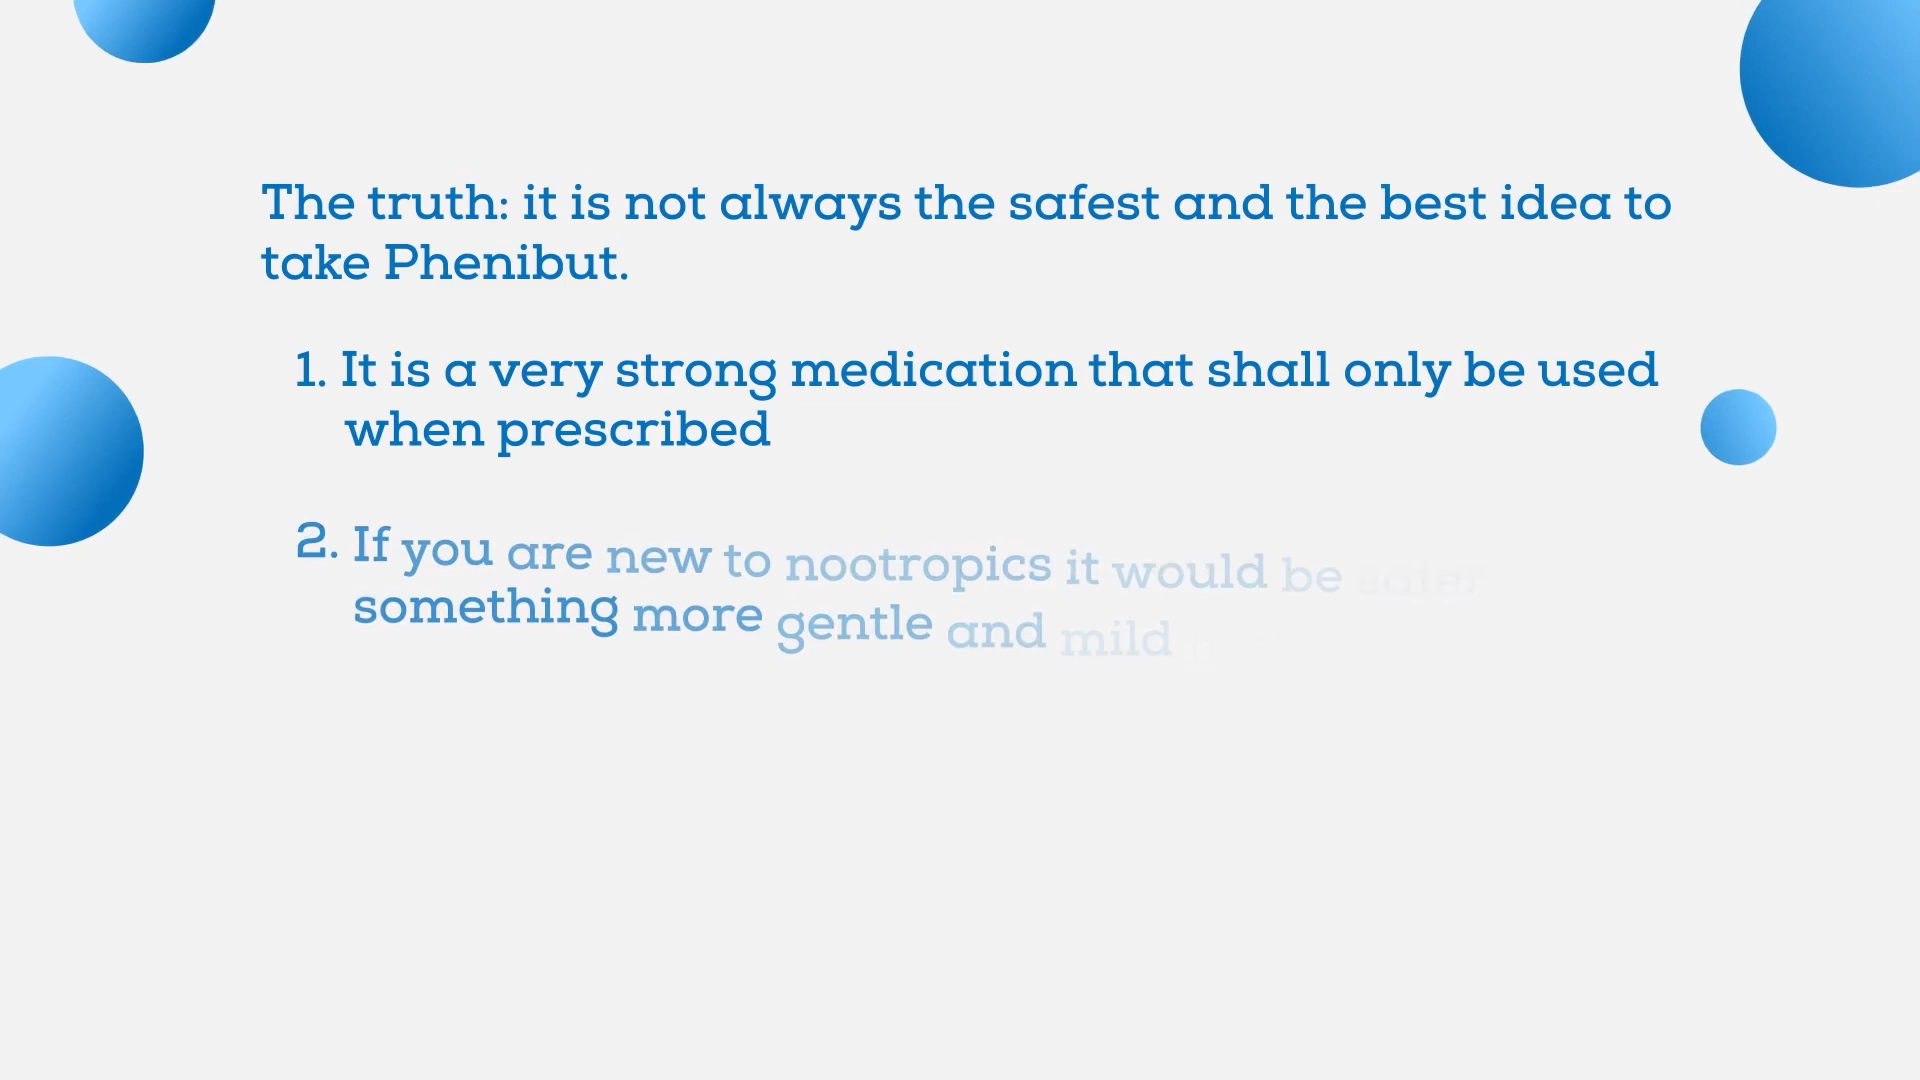 The truth: it is not always the safest and the best idea to
take Phenibut.
1. It is a very strong medication that shall only be used
when prescribed
2. If you are new to nootropics it would be safer
something more gentle and mild